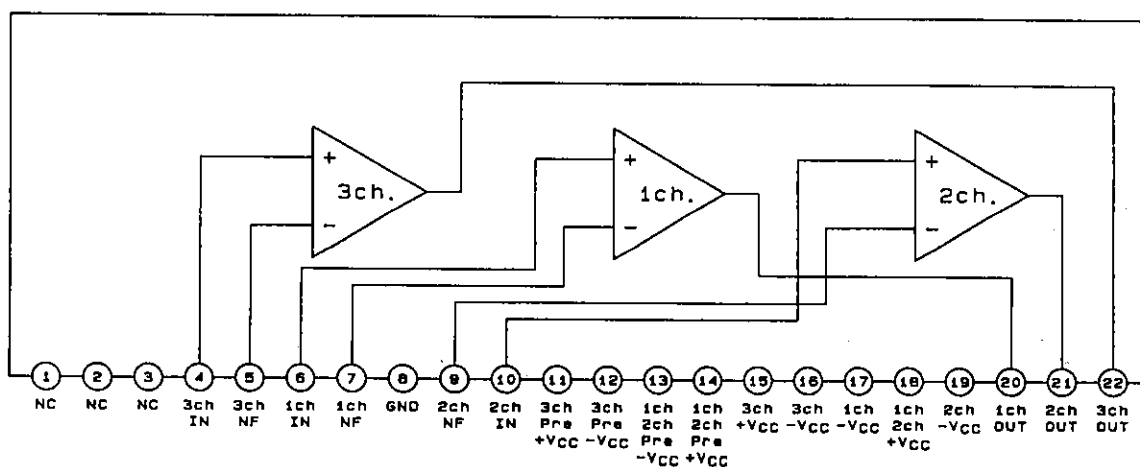 +
3ch.
−
+
1ch.
−
+
2ch.
−
1 2 3 4 5 6 7 8 9 10 11 12 13 14 15 16 17 18 19 20 21 22
NC NC NC 3ch 3ch 1ch 1ch GND 2ch 2ch 3ch 3ch 1ch 1ch 3ch 3ch 1ch 1ch 2ch 1ch 2ch 3ch
IN NF IN NF NF IN Pre Pre 2ch 2ch +VCC −VCC −VCC 2ch −VCC OUT OUT OUT
+VCC −VCC Pre Pre +VCC
−VCC +VCC